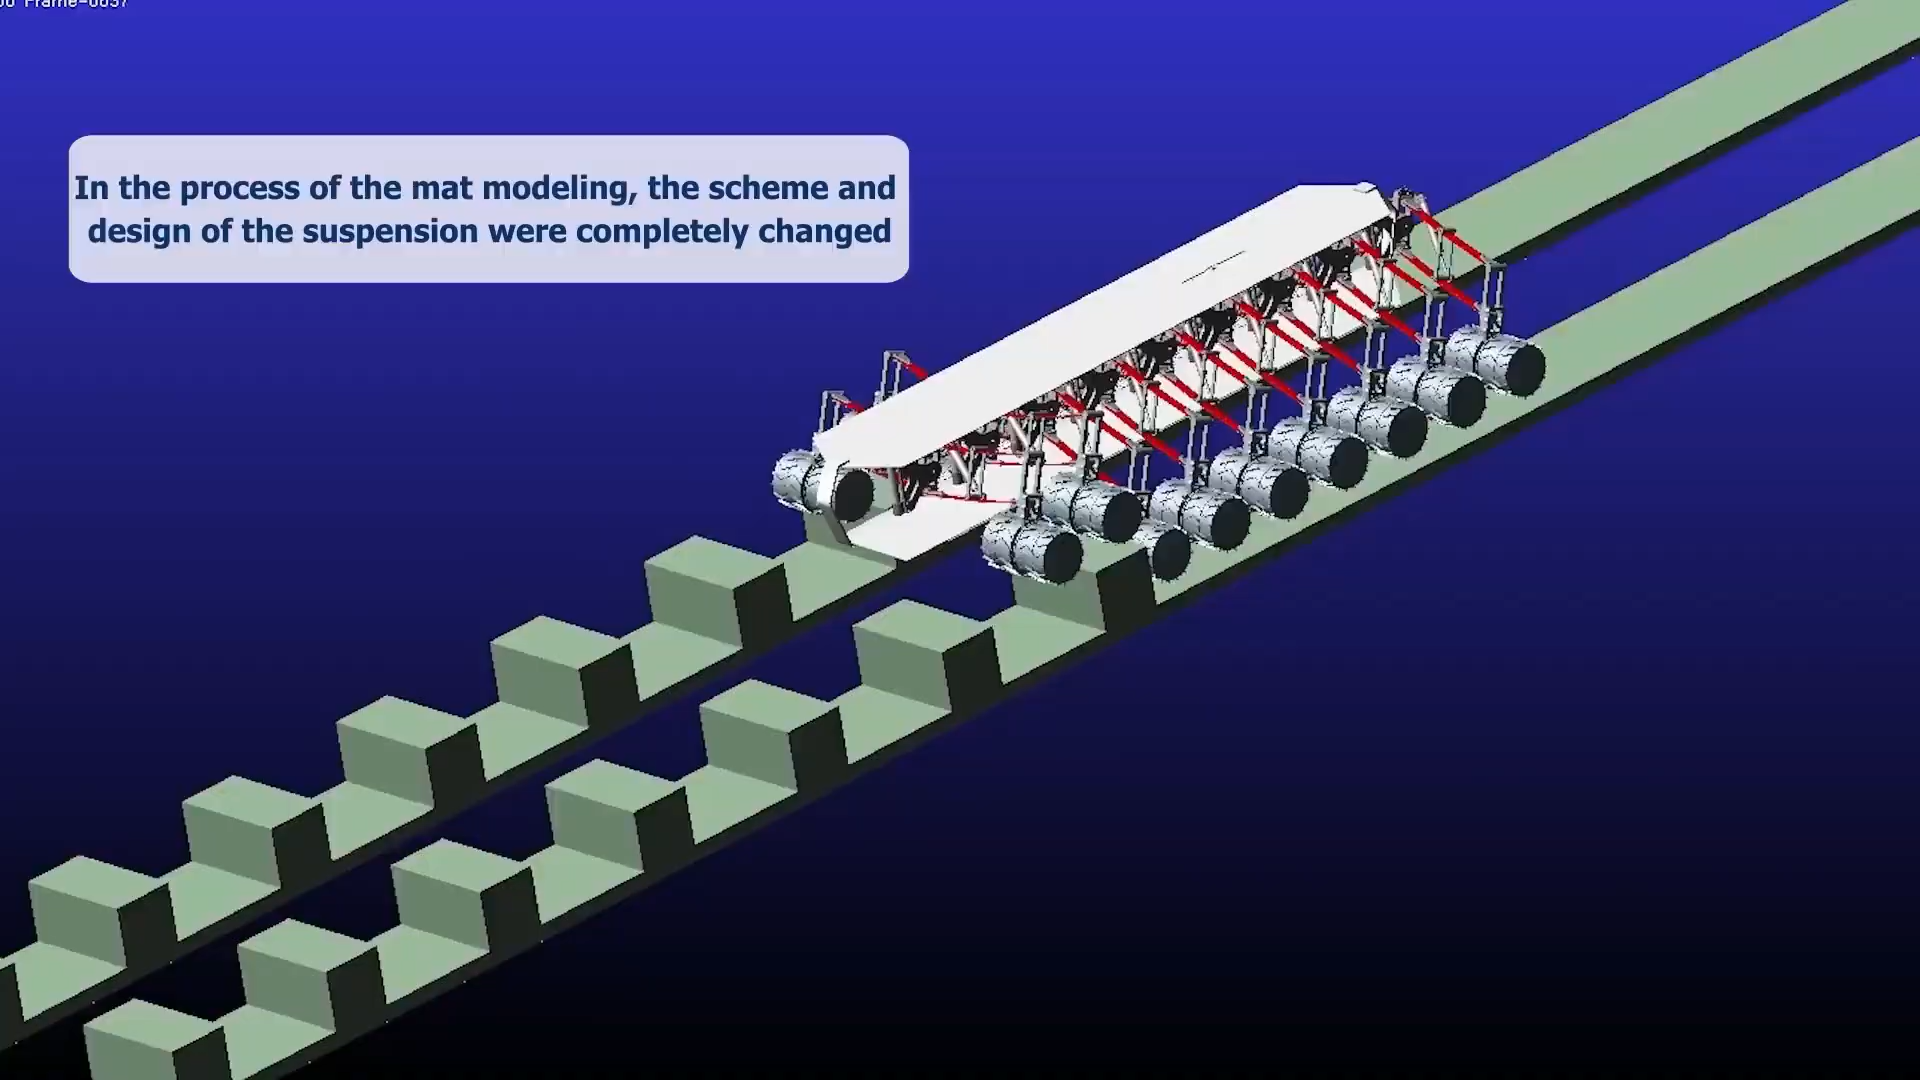 In the process of the mat modeling, the scheme and
design of the suspension were completely changed